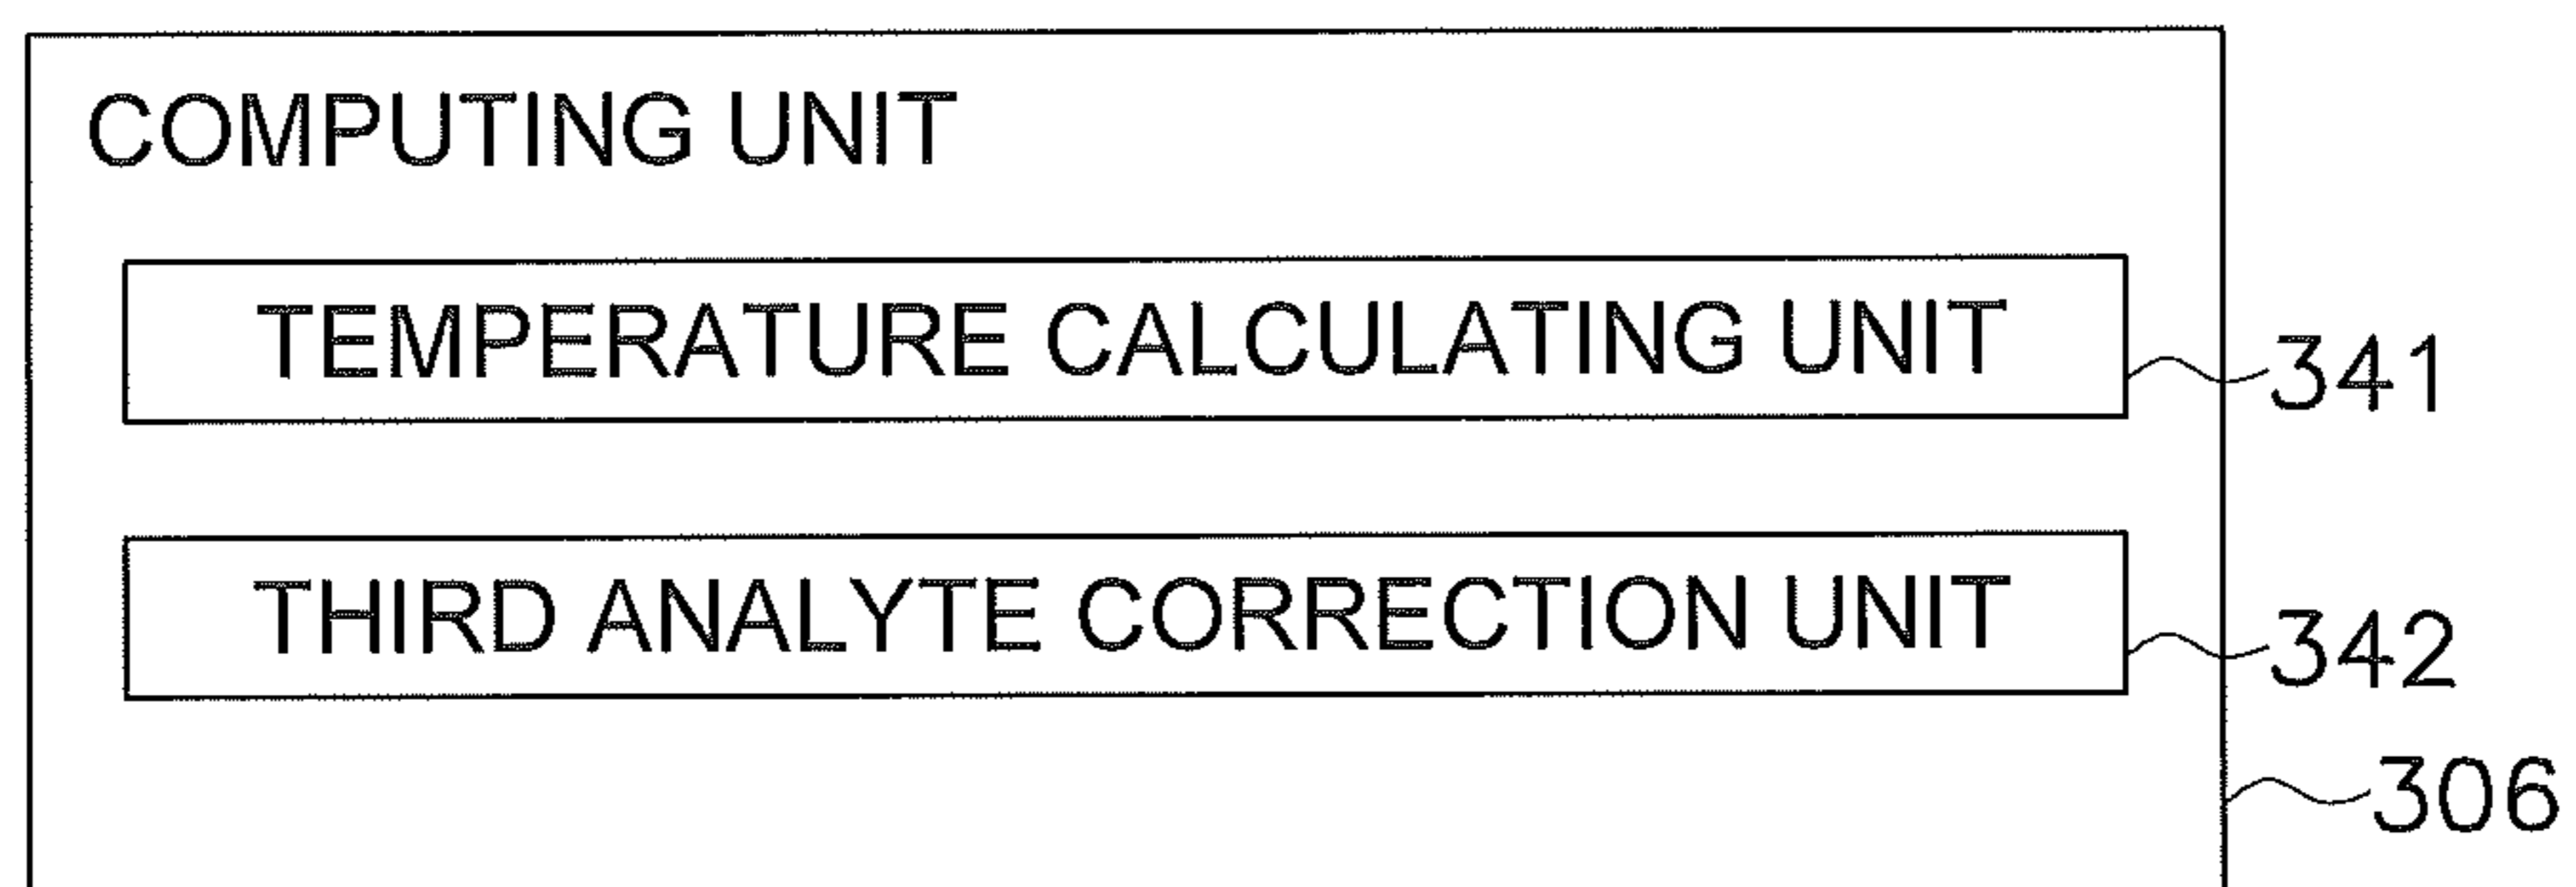 COMPUTING UNIT
TEMPERATURE CALCULATING UNIT
341
THIRD ANALYTE CORRECTION UNIT
342
306